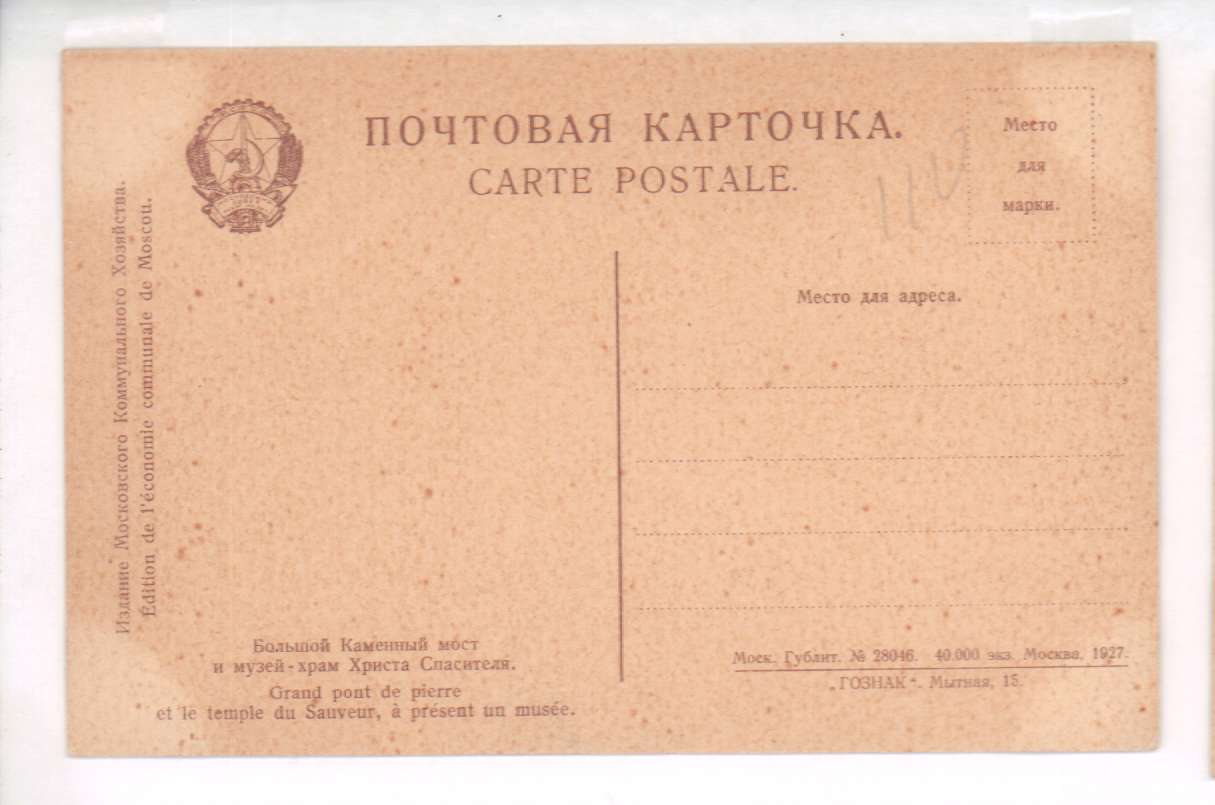 ПОЧТОВАЯ КАРТОЧКА.
CARTE POSTALE.
Место
для
марки.
Издание Московского Коммунального Хозяйства.
Édition de l'économie communale de Moscou.
Место для адреса.
Большой Каменный мост
и музей-храм Христа Спасителя.
Grand pont de pierre
et le temple du Sauveur, à présent un musée.
Моск. Гублит. № 28046. 40.000 экз. Москва, 1927.
„ГОЗНАК“. Мытная, 15.